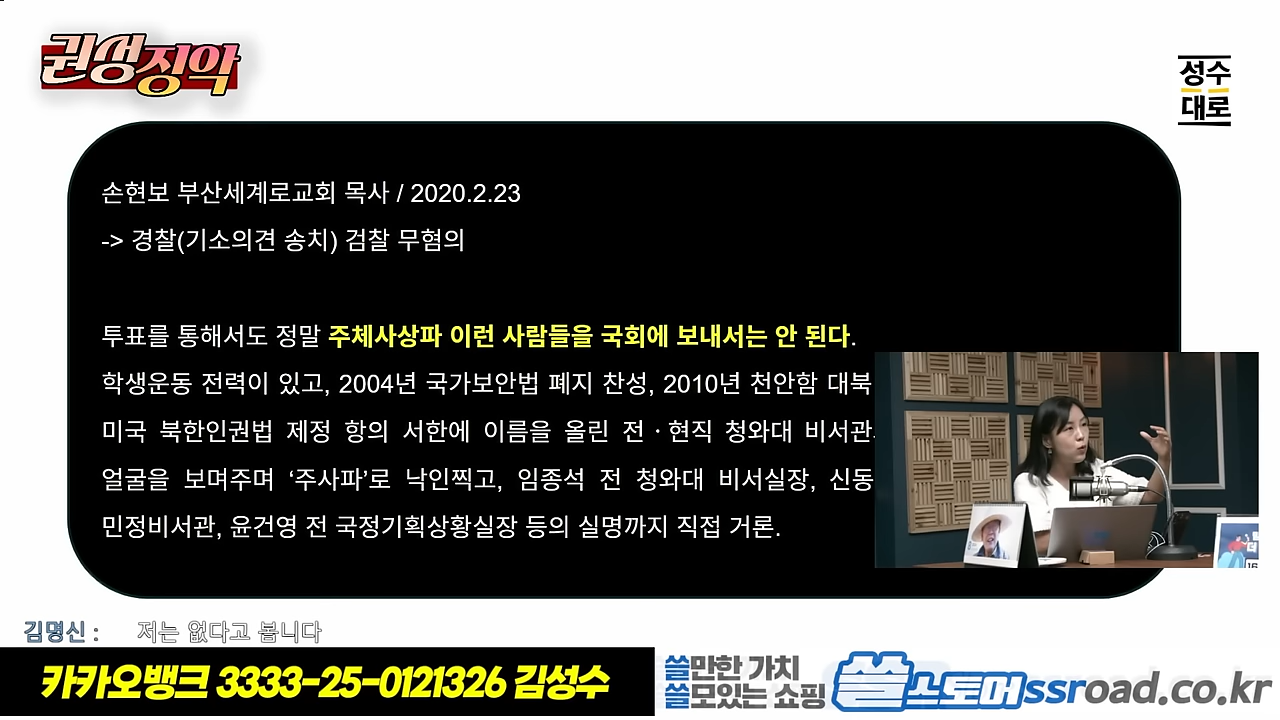 권성징악
성수
대로
손현보 부산세계로교회 목사 / 2020.2.23
-> 경찰(기소의견 송치) 검찰 무혐의
투표를 통해서도 정말 주체사상파 이런 사람들을 국회에 보내서는 안 된다.
학생운동 전력이 있고, 2004년 국가보안법 폐지 찬성, 2010년 천안함 대북
미국 북한인권법 제정 항의 서한에 이름을 올린 전·현직 청와대 비서관
얼굴을 보며주며 ‘주사파’로 낙인찍고, 임종석 전 청와대 비서실장, 신동
민정비서관, 윤건영 전 국정기획상황실장 등의 실명까지 직접 거론.
김명신 : 저는 없다고 봅니다
카카오뱅크 3333-25-0121326 김성수
쓸만한 가치
쓸모있는 쇼핑
쓸스토어 ssroad.co.kr